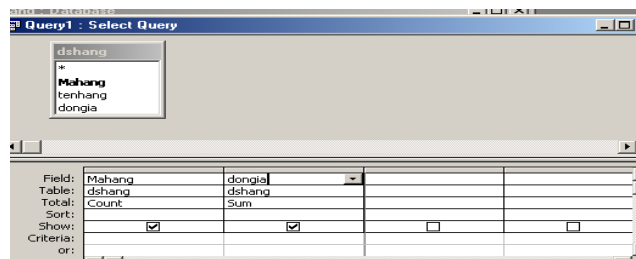 Query1 : Select Query
dshang
*
Mahang
tenhang
dongia
Field: Mahang dongia
Table: dshang dshang
Total: Count Sum
Sort:
Show:
Criteria:
or: